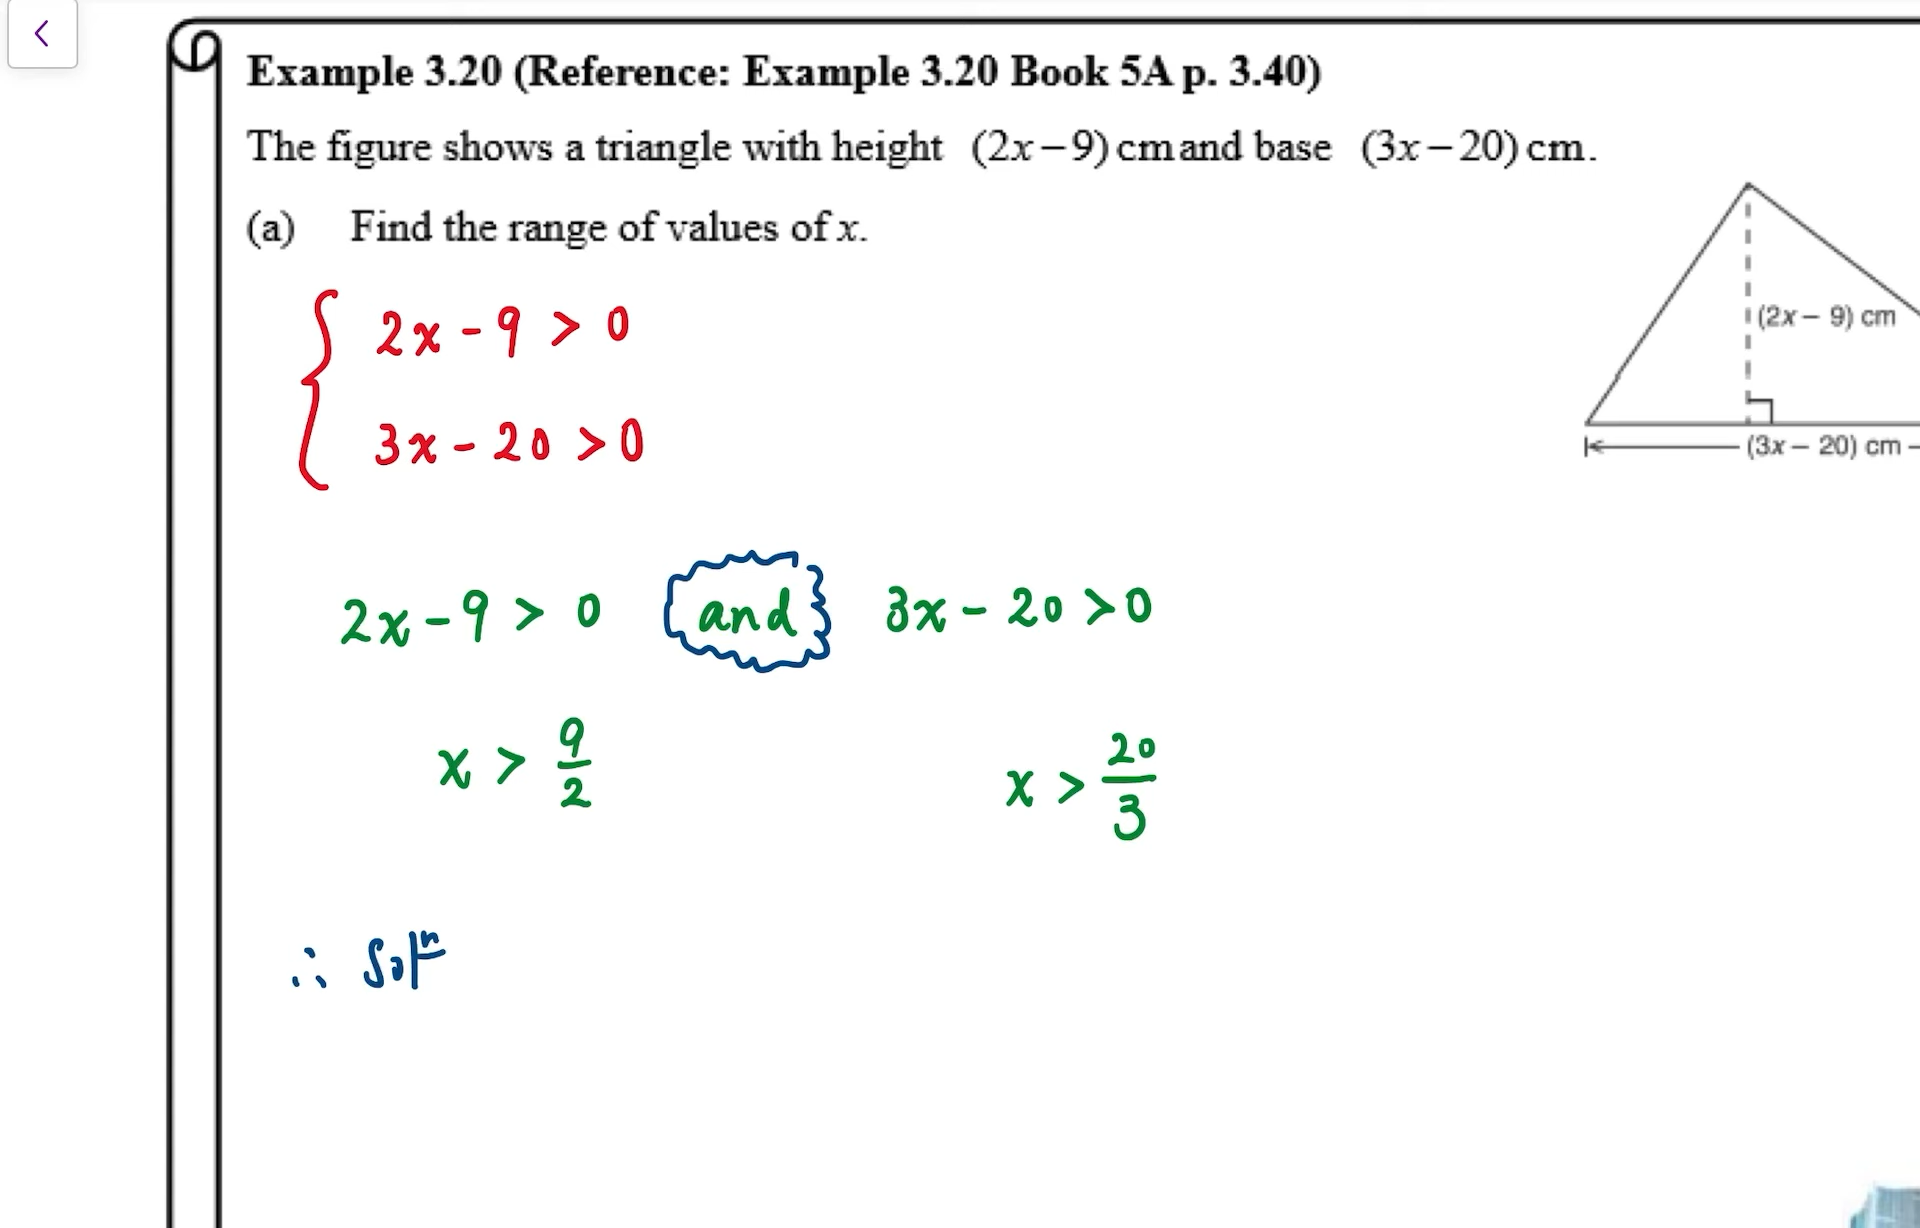 Example 3.20 (Reference: Example 3.20 Book 5A p. 3.40)
The figure shows a triangle with height (2x−9) cm and base (3x−20) cm.
(a) Find the range of values of x.
(2x − 9) cm
(3x − 20) cm
2x - 9 > 0
3x - 20 > 0
2x - 9 > 0 and 3x - 20 > 0
x > 9/2 x > 20/3
∴ Solⁿ